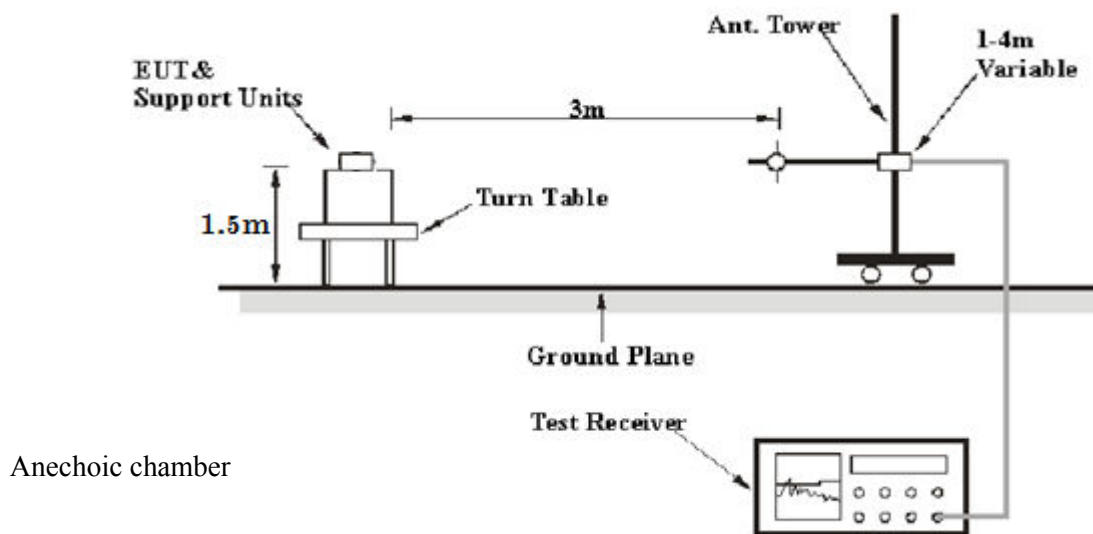 Ant. Tower
1-4m
Variable
EUT&
Support Units
3m
Turn Table
1.5m
Ground Plane
Test Receiver
Anechoic chamber